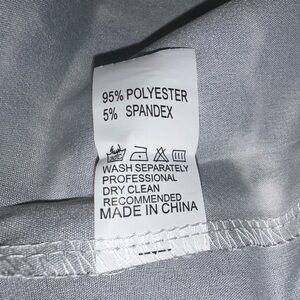 95% POLYESTER
5% SPANDEX
WASH SEPARATELY
PROFESSIONAL
DRY CLEAN
RECOMMENDED
MADE IN CHINA